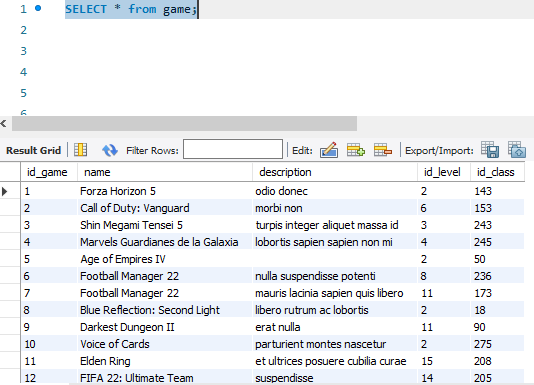 1 SELECT * from game;
2
3
4
5
6
Result Grid Filter Rows: Edit: Export/Import:
id_game name description id_level id_class
1 Forza Horizon 5 odio donec 2 143
2 Call of Duty: Vanguard morbi non 6 153
3 Shin Megami Tensei 5 turpis integer aliquet massa id 3 243
4 Marvels Guardianes de la Galaxia lobortis sapien sapien non mi 4 245
5 Age of Empires IV 2 50
6 Football Manager 22 nulla suspendisse potenti 8 236
7 Football Manager 22 mauris lacinia sapien quis libero 11 173
8 Blue Reflection: Second Light libero rutrum ac lobortis 2 18
9 Darkest Dungeon II erat nulla 11 90
10 Voice of Cards parturient montes nascetur 2 275
11 Elden Ring et ultrices posuere cubilia curae 15 208
12 FIFA 22: Ultimate Team suspendisse 14 205